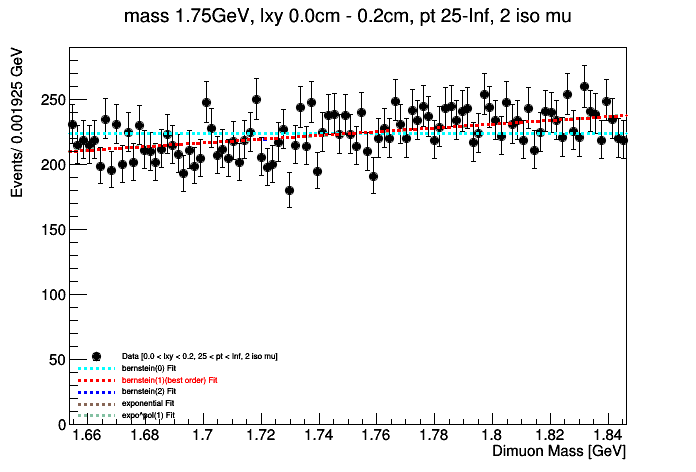 mass 1.75GeV, lxy 0.0cm - 0.2cm, pt 25-Inf, 2 iso mu
Events/ 0.001925 GeV
250
200
150
100
50
0
Data [0.0 < lxy < 0.2, 25 < pt < Inf, 2 iso mu]
bernstein(0) Fit
bernstein(1)(best order) Fit
bernstein(2) Fit
exponential Fit
expo*pol(1) Fit
1.66 1.68 1.7 1.72 1.74 1.76 1.78 1.8 1.82 1.84
Dimuon Mass [GeV]